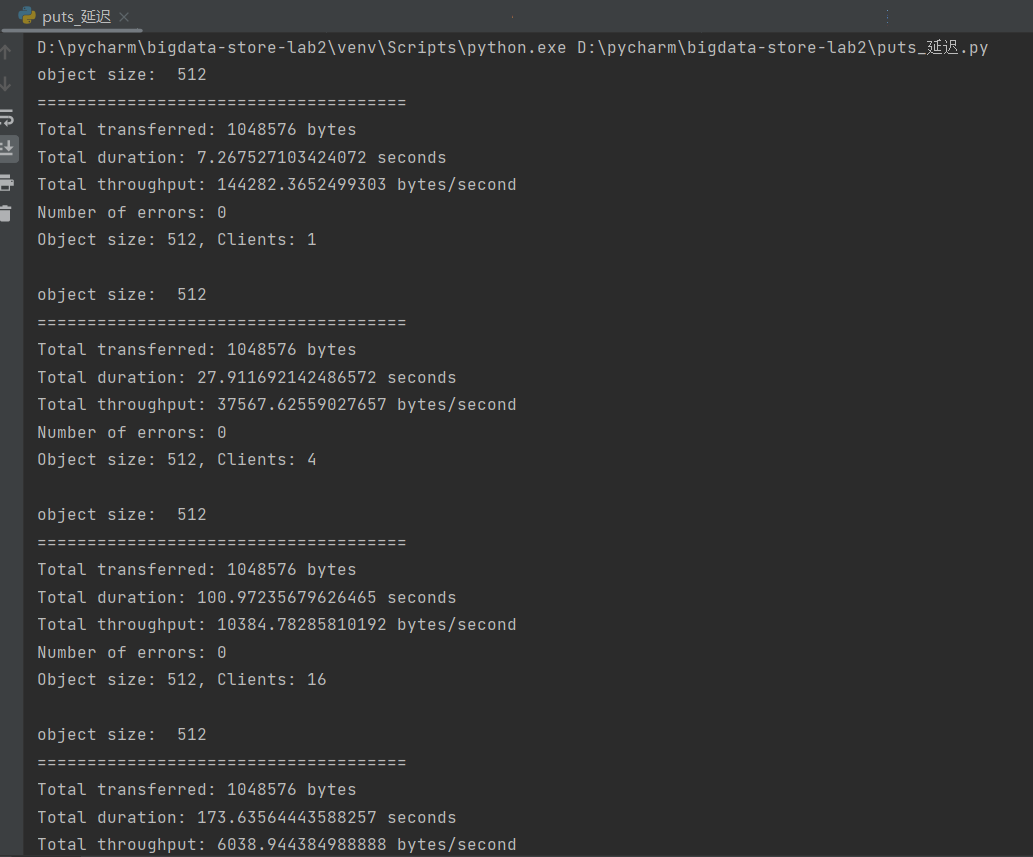 puts_延迟
D:\pycharm\bigdata-store-lab2\venv\Scripts\python.exe D:\pycharm\bigdata-store-lab2\puts_延迟.py
object size:  512
=====================================
Total transferred: 1048576 bytes
Total duration: 7.267527103424072 seconds
Total throughput: 144282.3652499303 bytes/second
Number of errors: 0
Object size: 512, Clients: 1
object size:  512
=====================================
Total transferred: 1048576 bytes
Total duration: 27.911692142486572 seconds
Total throughput: 37567.62559027657 bytes/second
Number of errors: 0
Object size: 512, Clients: 4
object size:  512
=====================================
Total transferred: 1048576 bytes
Total duration: 100.97235679626465 seconds
Total throughput: 10384.78285810192 bytes/second
Number of errors: 0
Object size: 512, Clients: 16
object size:  512
=====================================
Total transferred: 1048576 bytes
Total duration: 173.63564443588257 seconds
Total throughput: 6038.944384988888 bytes/second